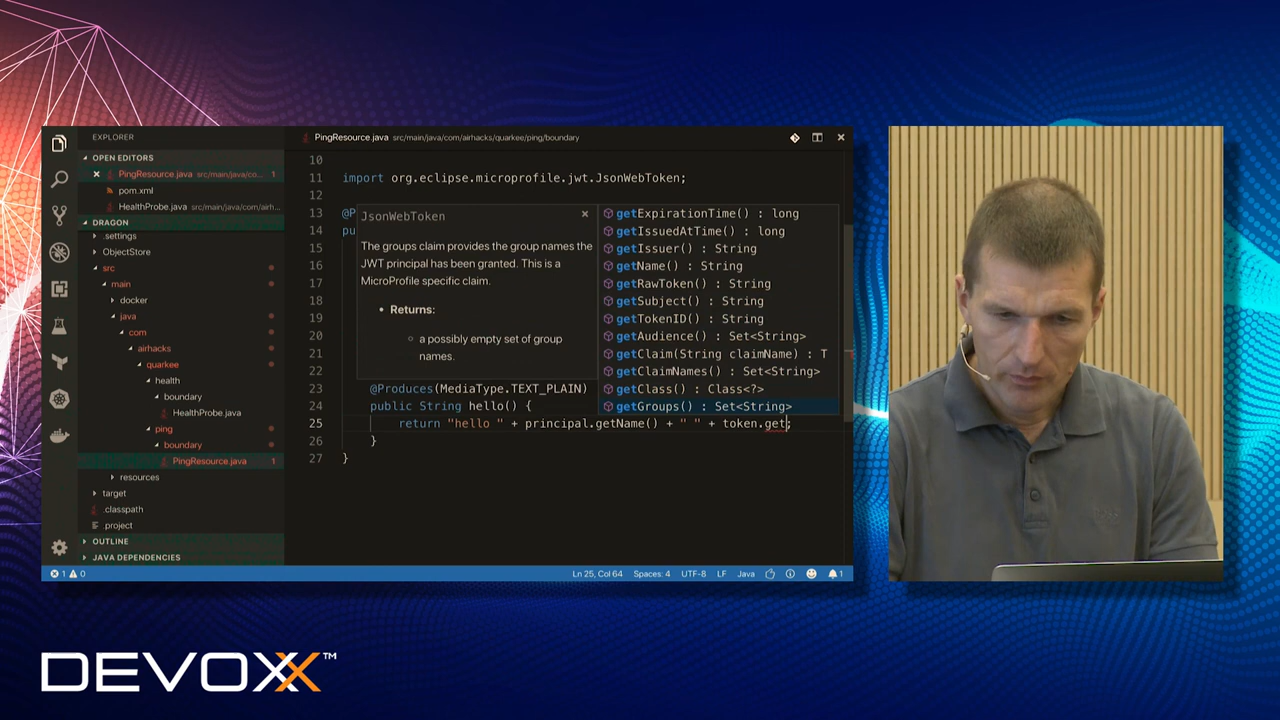 EXPLORER
OPEN EDITORS
PingResource.java src/main/java/co... 1
pom.xml
HealthProbe.java src/main/java/com/airh...
DRAGON
.settings
ObjectStore
src
main
docker
java
com
airhacks
quarkee
health
boundary
HealthProbe.java
ping
boundary
PingResource.java 1
resources
target
.classpath
.project
OUTLINE
JAVA DEPENDENCIES
PingResource.java src/main/java/com/airhacks/quarkee/ping/boundary
10
11 import org.eclipse.microprofile.jwt.JsonWebToken;
12
13 @P
14 pu
15
16
17
18
19
20
21
22
23 @Produces(MediaType.TEXT_PLAIN)
24 public String hello() {
25 return "hello " + principal.getName() + " " + token.get;
26 }
27 }
JsonWebToken
The groups claim provides the group names the
JWT principal has been granted. This is a
MicroProfile specific claim.
• Returns:
○ a possibly empty set of group
names.
getExpirationTime() : long
getIssuedAtTime() : long
getIssuer() : String
getName() : String
getRawToken() : String
getSubject() : String
getTokenID() : String
getAudience() : Set<String>
getClaim(String claimName) : T
getClaimNames() : Set<String>
getClass() : Class<?>
getGroups() : Set<String>
1 0
Ln 25, Col 64 Spaces: 4 UTF-8 LF Java 1
DEVOXX™